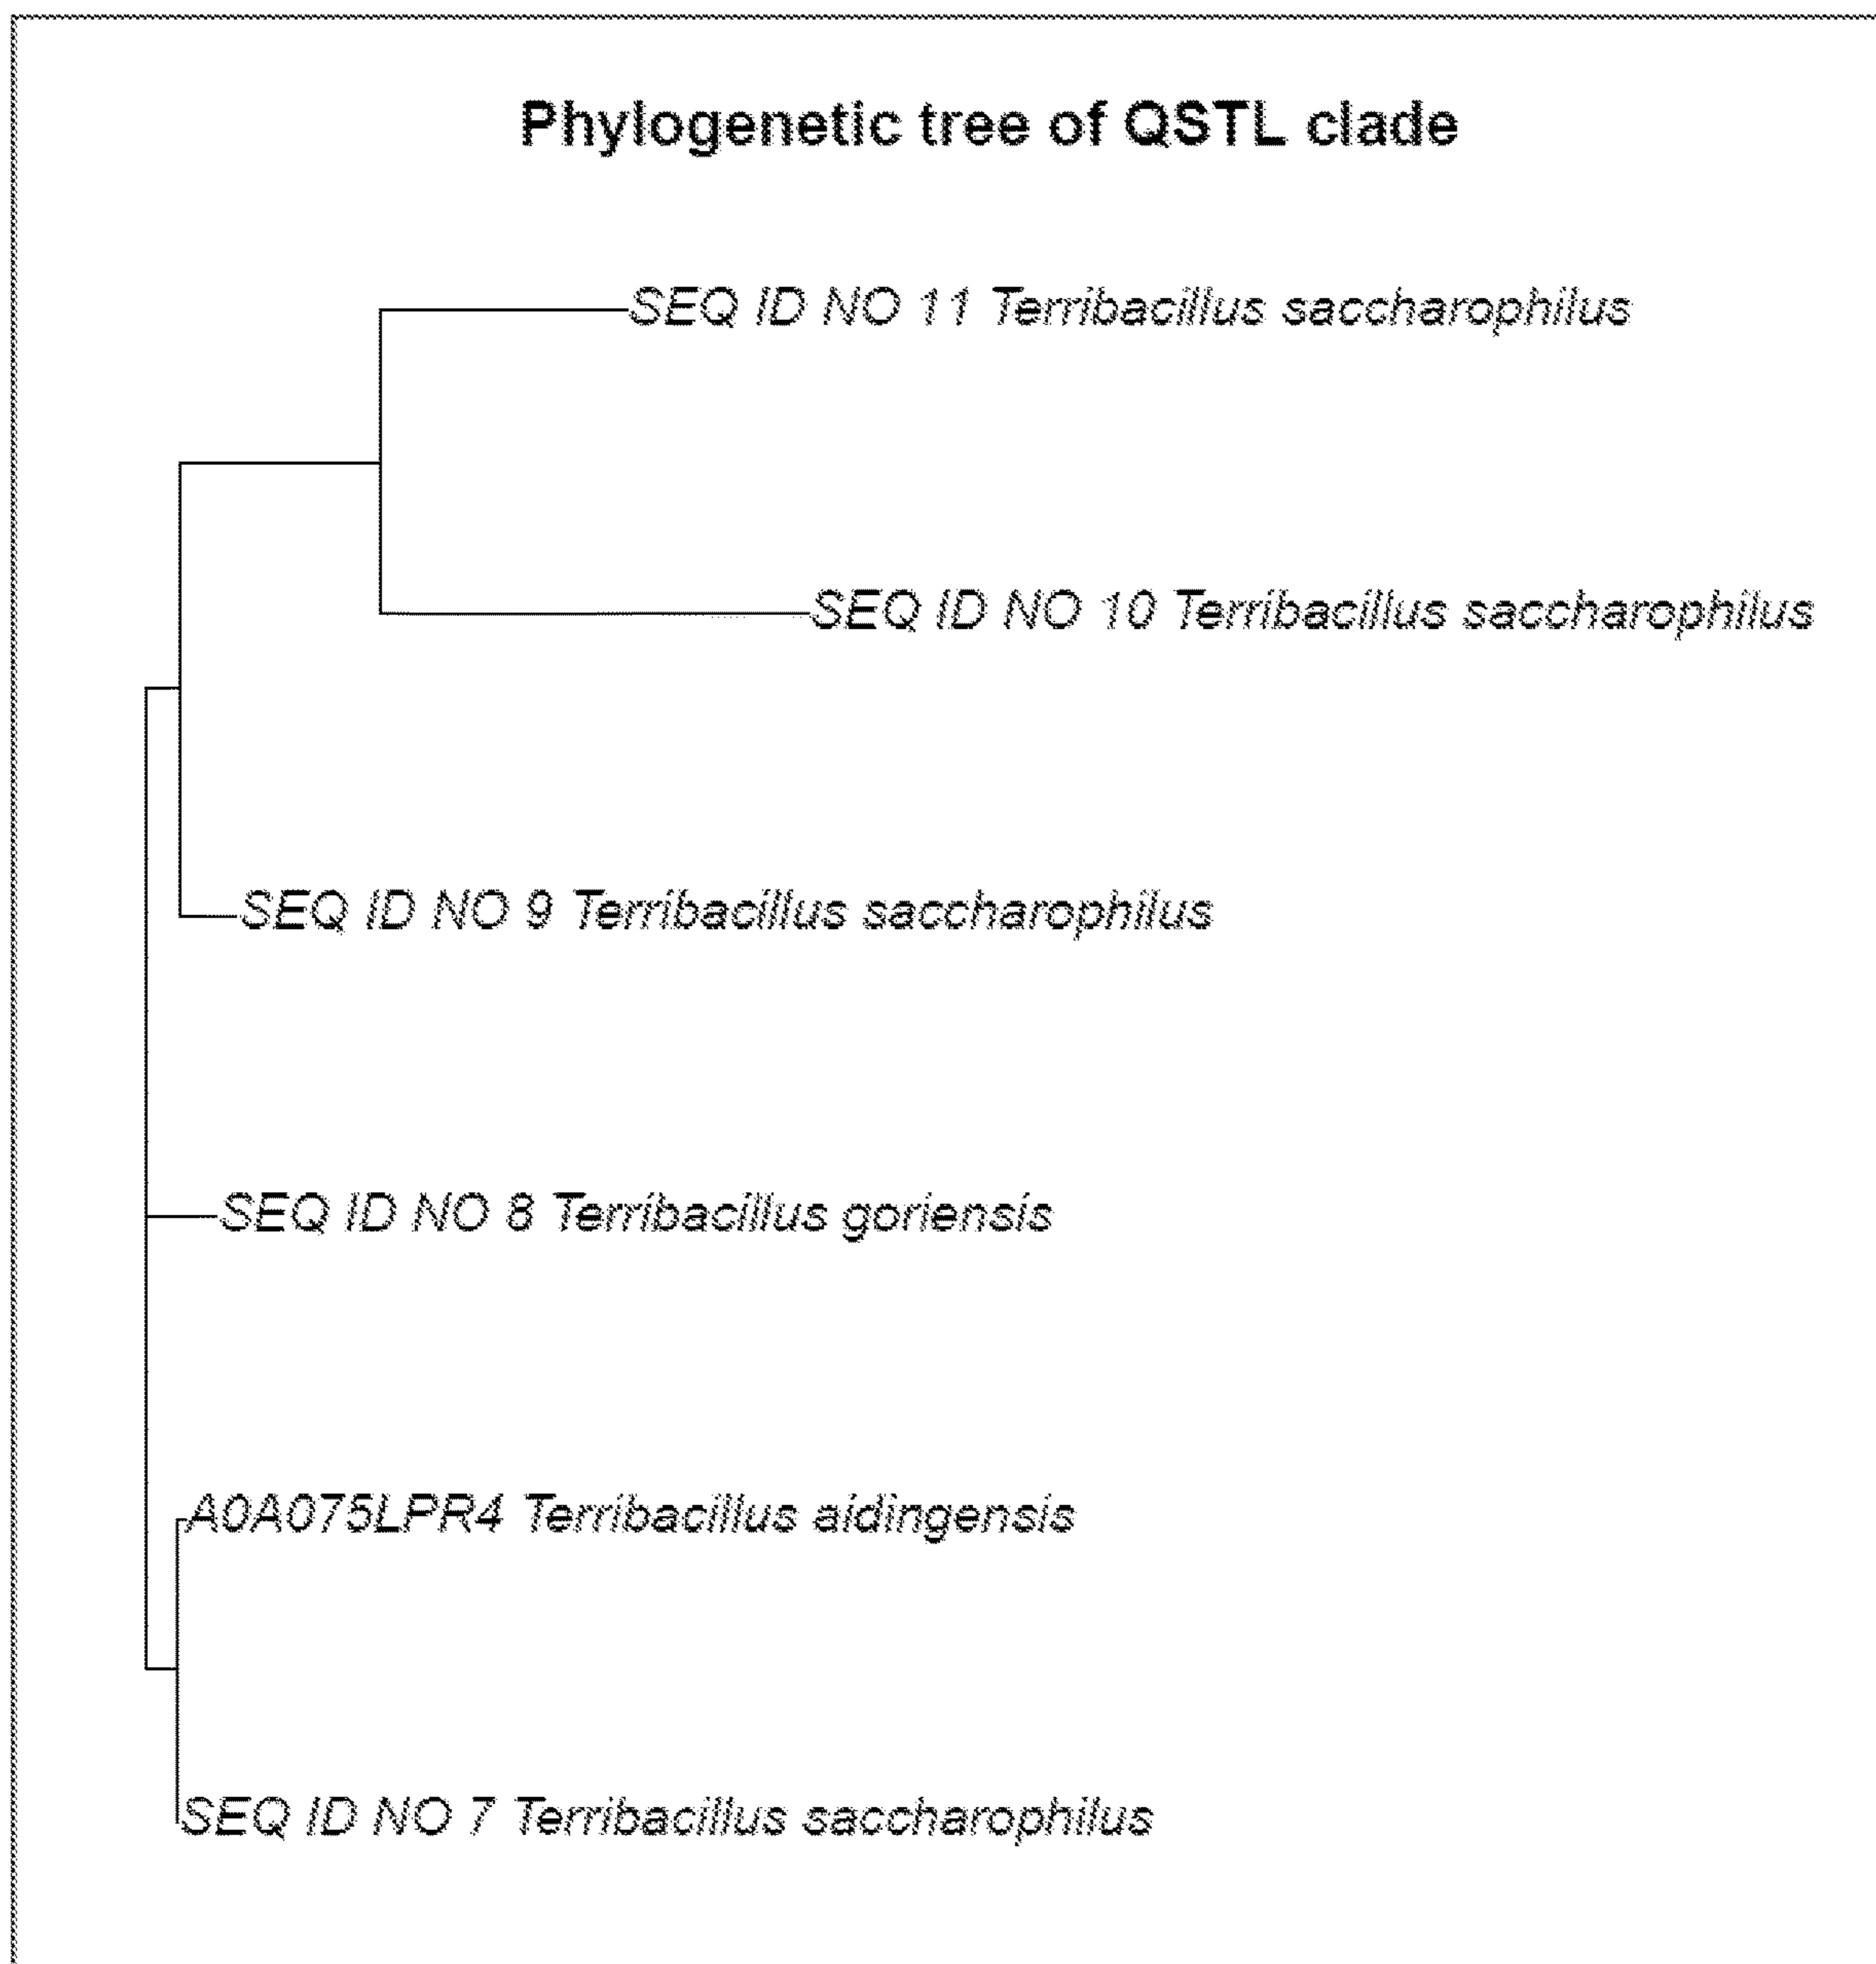 Phylogenetic tree of QSTL clade
SEQ ID NO 11 Terribacillus saccharophilus
SEQ ID NO 10 Terribacillus saccharophilus
SEQ ID NO 9 Terribacillus saccharophilus
SEQ ID NO 8 Terribacillus goriensis
A0A075LPR4 Terribacillus aidingensis
SEQ ID NO 7 Terribacillus saccharophilus